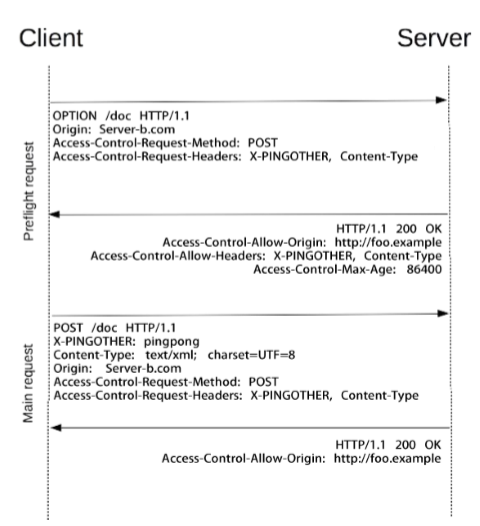 Client
Server
OPTION /doc HTTP/1.1
Origin: Server-b.com
Access-Control-Request-Method: POST
Access-Control-Request-Headers: X-PINGOTHER, Content-Type
Preflight request
HTTP/1.1 200 OK
Access-Control-Allow-Origin: http://foo.example
Access-Control-Allow-Headers: X-PINGOTHER, Content-Type
Access-Control-Max-Age: 86400
POST /doc HTTP/1.1
X-PINGOTHER: pingpong
Content-Type: text/xml; charset=UTF=8
Origin: Server-b.com
Access-Control-Request-Method: POST
Access-Control-Request-Headers: X-PINGOTHER, Content-Type
Main request
HTTP/1.1 200 OK
Access-Control-Allow-Origin: http://foo.example